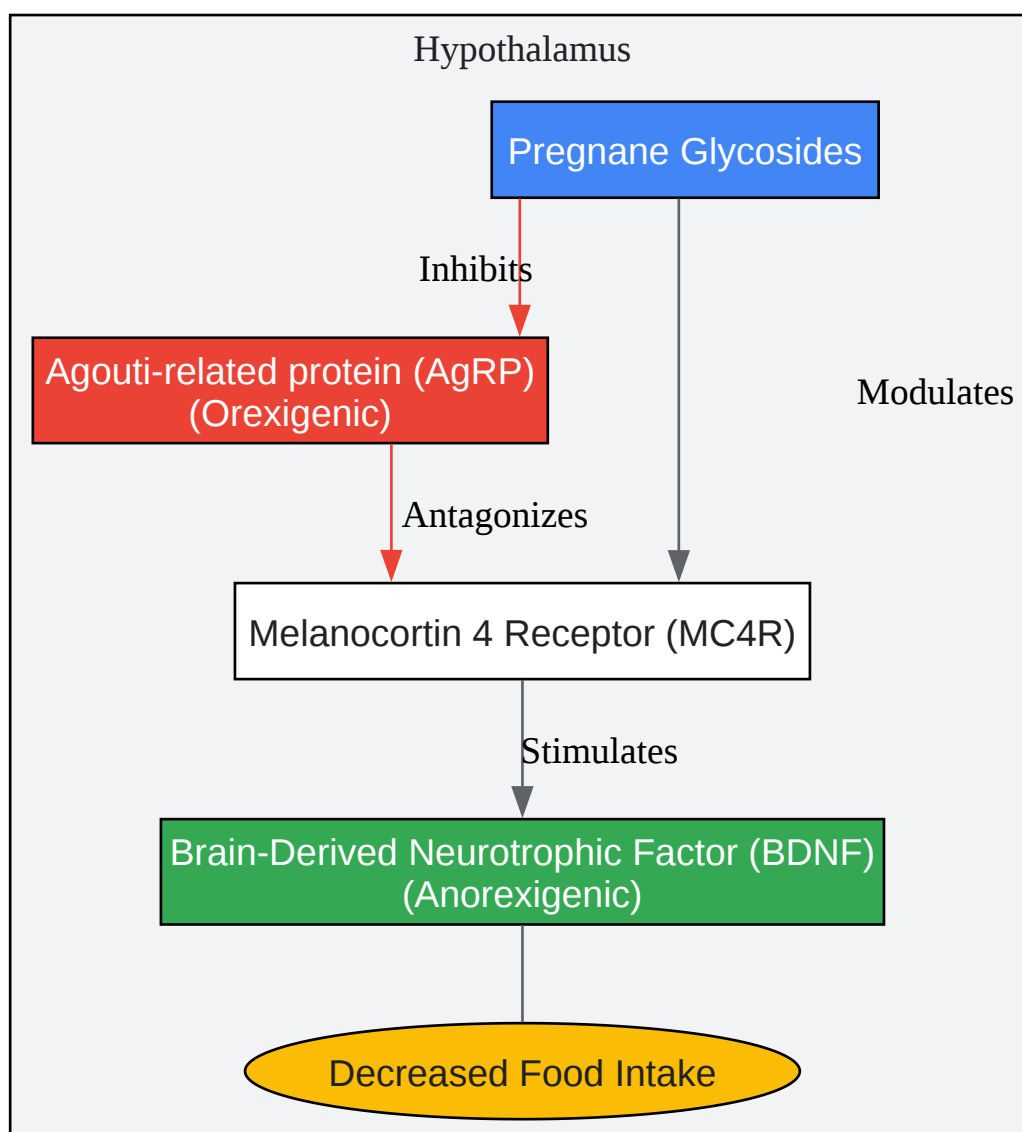 Hypothalamus
Pregnane Glycosides
Inhibits
Agouti-related protein (AgRP)
(Orexigenic)
Modulates
Antagonizes
Melanocortin 4 Receptor (MC4R)
Stimulates
Brain-Derived Neurotrophic Factor (BDNF)
(Anorexigenic)
Decreased Food Intake